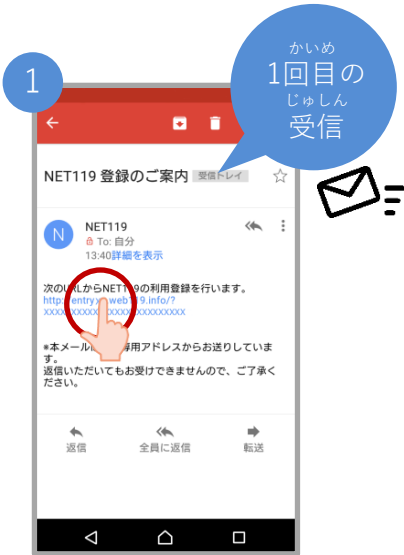 1
かいめ
1回目の
じゅしん
受信
NET119 登録のご案内 受信トレイ
N
NET119
To: 自分
13:40詳細を表示
次のURLからNET119の利用登録を行います。
http://entry web119.info/?
xxxxxxxxxxxxxxxxxxxxxxxxx
*本メール 専用アドレスからお送りしていま
す。
返信いただいてもお受けできませんので、ご了承く
ださい。
返信
全員に返信
転送